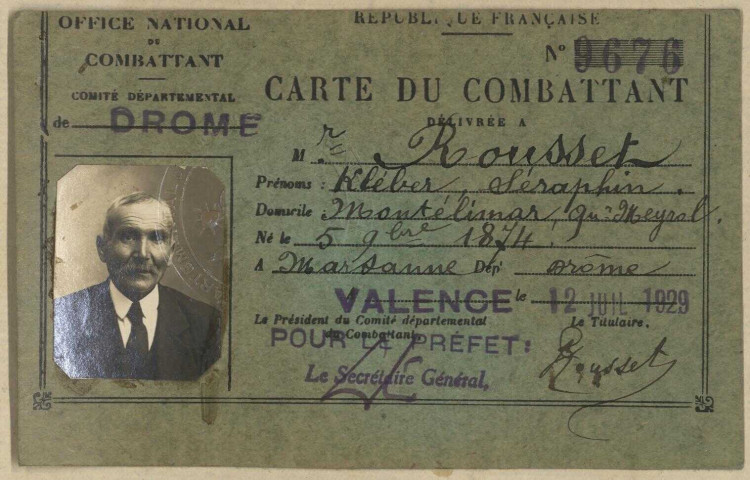 OFFICE NATIONAL
DU
COMBATTANT
COMITÉ DÉPARTEMENTAL
de DROME
RÉPUBLIQUE FRANÇAISE
N° 9676
CARTE DU COMBATTANT
DÉLIVRÉE A
M r Rousset
Prénoms : Kléber, Séraphin.
Domicile : Montélimar, qu. Meyrol.
Né le 5 9bre 1874
A Marsanne Dépt Drôme
VALENCE le 12 JUIL 1929
Le Président du Comité départemental
du Combattant,
Le Titulaire,
POUR LE PRÉFET:
Le Secrétaire Général,
Rousset